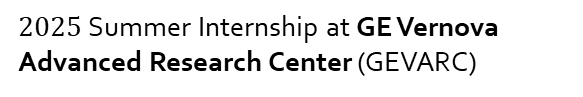 2025 Summer Internship at GE Vernova
Advanced Research Center (GEVARC)